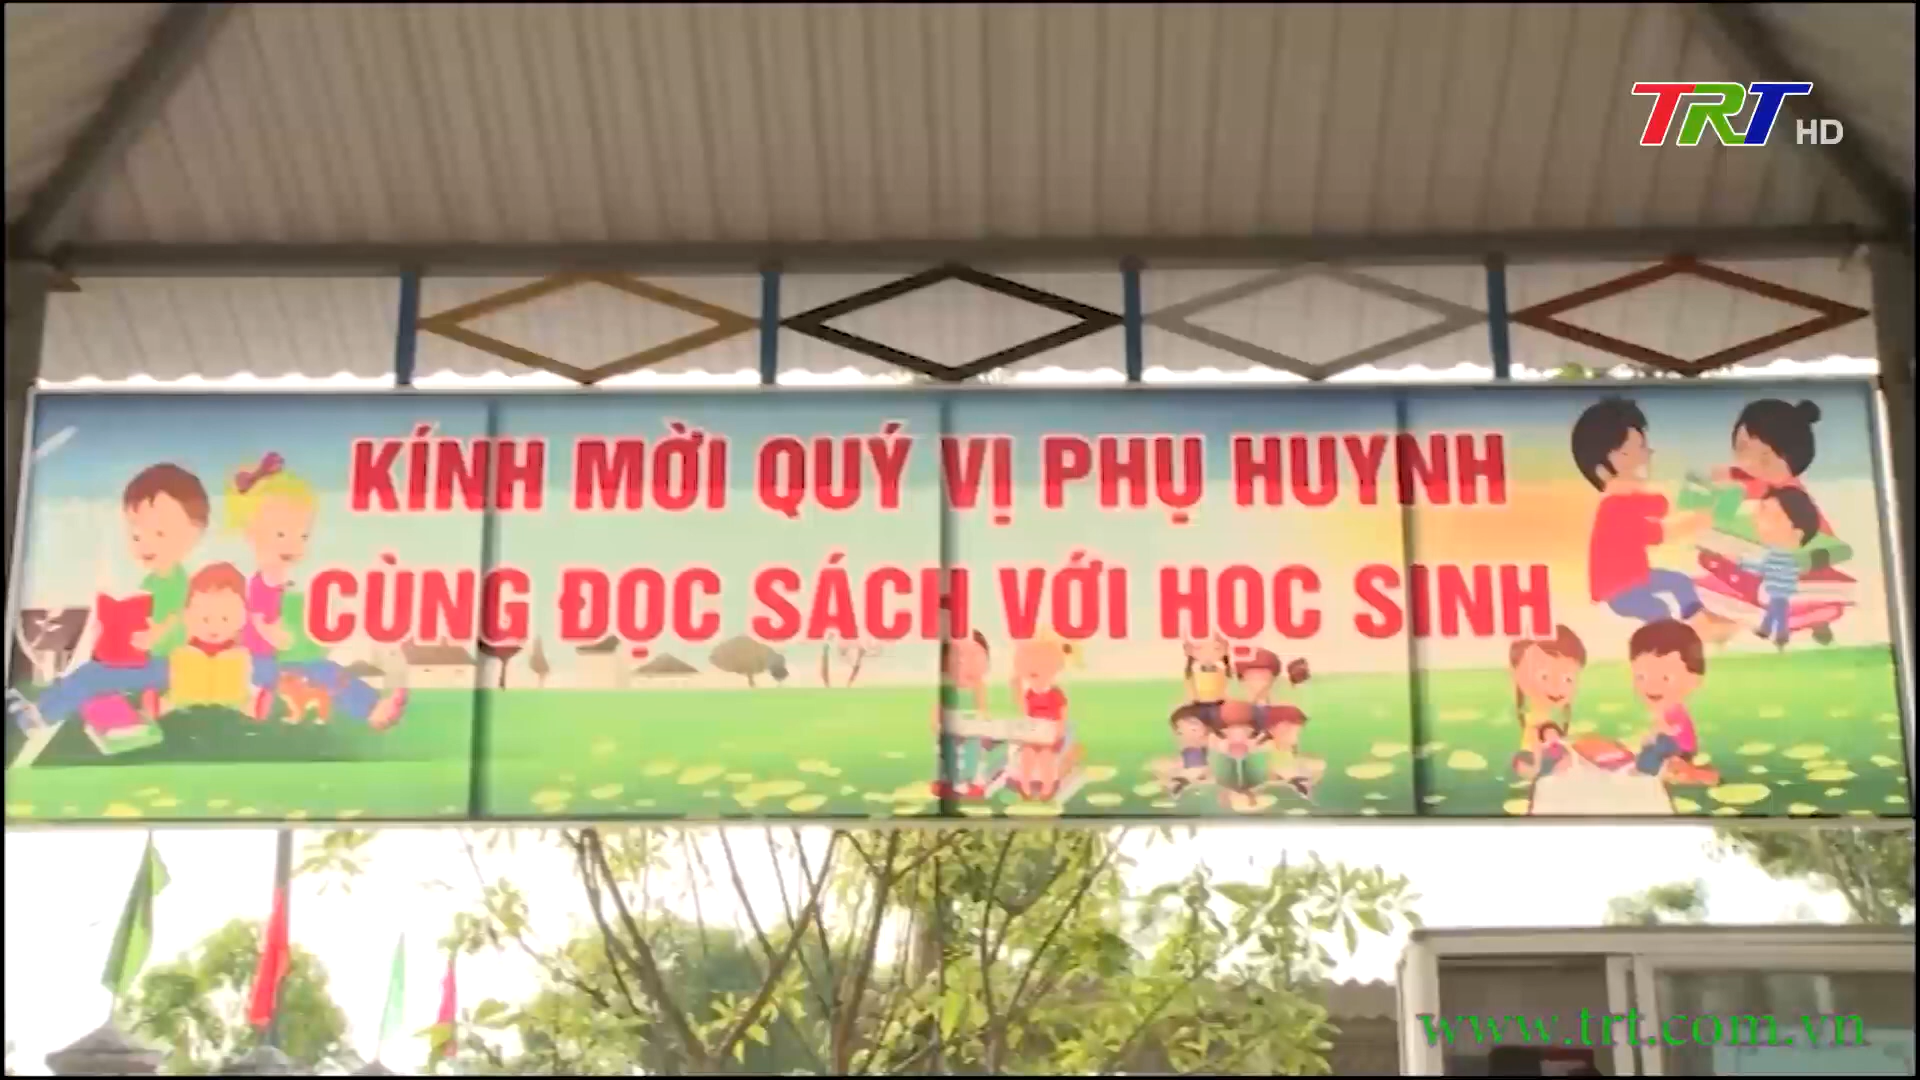 TRT HD
KÍNH MỜI QUÝ VỊ PHỤ HUYNH
CÙNG ĐỌC SÁCH VỚI HỌC SINH
www.trt.com.vn